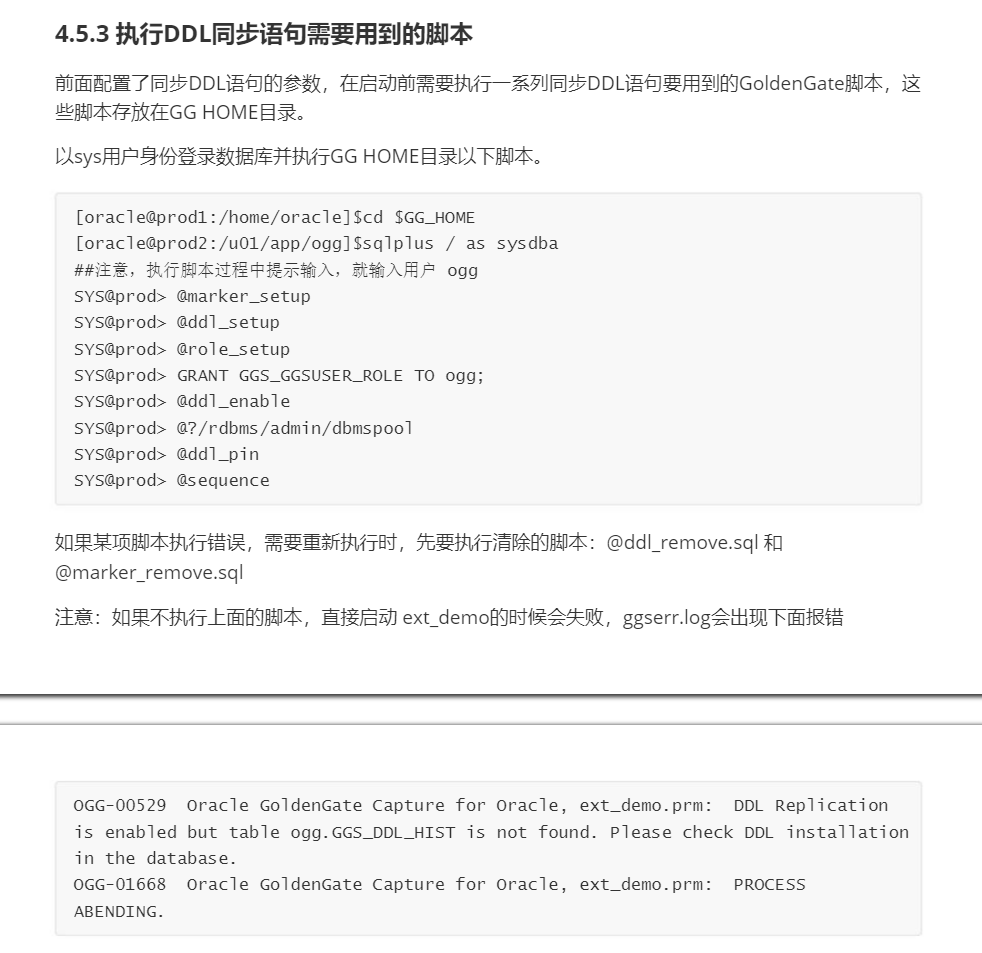 4.5.3 执行DDL同步语句需要用到的脚本
前面配置了同步DDL语句的参数，在启动前需要执行一系列同步DDL语句要用到的GoldenGate脚本，这
些脚本存放在GG HOME目录。
以sys用户身份登录数据库并执行GG HOME目录以下脚本。
[oracle@prod1:/home/oracle]$cd $GG_HOME
[oracle@prod2:/u01/app/ogg]$sqlplus / as sysdba
##注意，执行脚本过程中提示输入，就输入用户 ogg
SYS@prod> @marker_setup
SYS@prod> @ddl_setup
SYS@prod> @role_setup
SYS@prod> GRANT GGS_GGSUSER_ROLE TO ogg;
SYS@prod> @ddl_enable
SYS@prod> @?/rdbms/admin/dbmspool
SYS@prod> @ddl_pin
SYS@prod> @sequence
如果某项脚本执行错误，需要重新执行时，先要执行清除的脚本：@ddl_remove.sql 和
@marker_remove.sql
注意：如果不执行上面的脚本，直接启动 ext_demo的时候会失败，ggserr.log会出现下面报错
OGG-00529  Oracle GoldenGate Capture for Oracle, ext_demo.prm:  DDL Replication
is enabled but table ogg.GGS_DDL_HIST is not found. Please check DDL installation
in the database.
OGG-01668  Oracle GoldenGate Capture for Oracle, ext_demo.prm:  PROCESS
ABENDING.